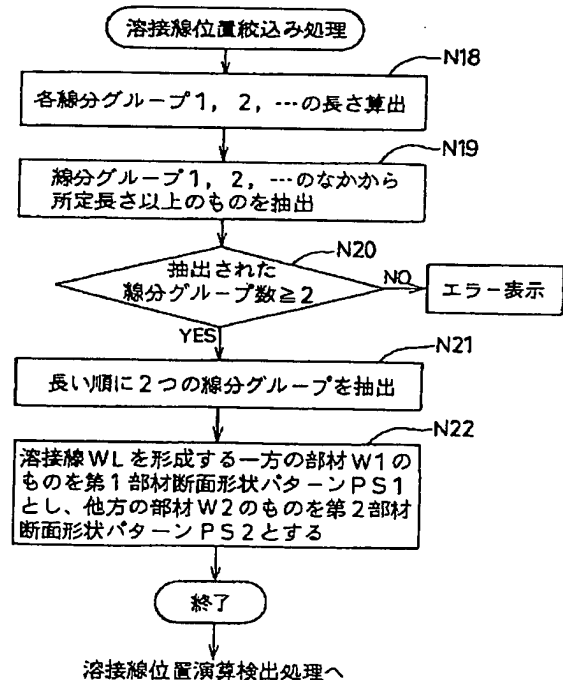 溶接線位置絞込み処理
N18
各線分グループ1，2，…の長さ算出
N19
線分グループ1，2，…のなかから
所定長さ以上のものを抽出
N20
抽出された
線分グループ数≧2
NO
エラー表示
YES
N21
長い順に2つの線分グループを抽出
N22
溶接線WLを形成する一方の部材W1の
ものを第1部材断面形状パターンPS1
とし、他方の部材W2のものを第2部材
断面形状パターンPS2とする
終了
溶接線位置演算検出処理へ